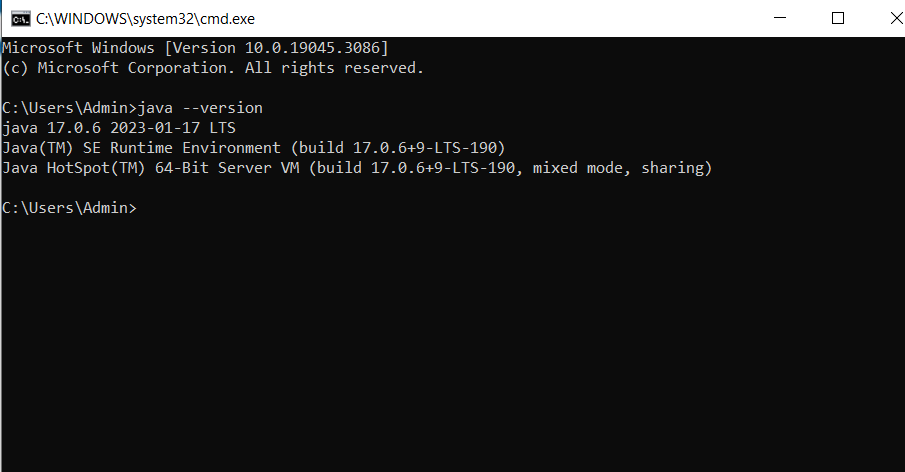 C:\WINDOWS\system32\cmd.exe
Microsoft Windows [Version 10.0.19045.3086]
(c) Microsoft Corporation. All rights reserved.
C:\Users\Admin>java --version
java 17.0.6 2023-01-17 LTS
Java(TM) SE Runtime Environment (build 17.0.6+9-LTS-190)
Java HotSpot(TM) 64-Bit Server VM (build 17.0.6+9-LTS-190, mixed mode, sharing)
C:\Users\Admin>